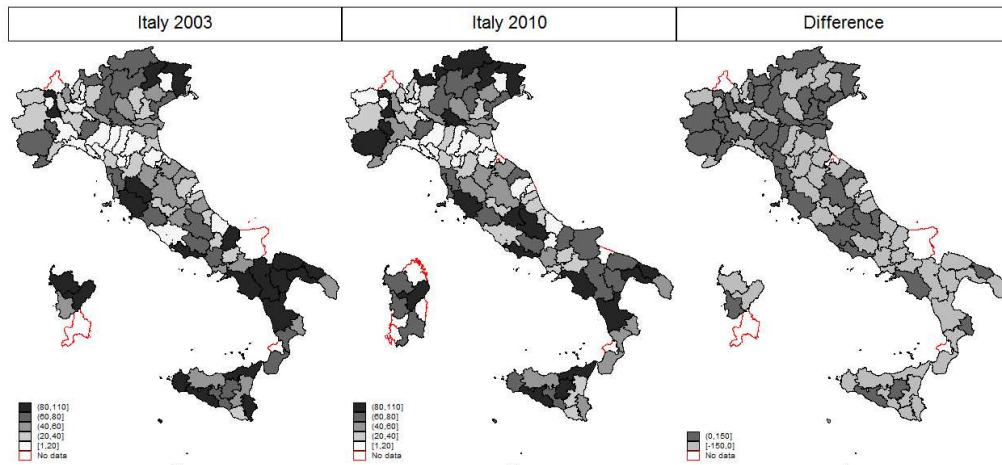 Italy 2003
Italy 2010
Difference
(80,110]
(60,80]
(40,60]
(20,40]
[1,20]
No data
(80,110]
(60,80]
(40,60]
(20,40]
[1,20]
No data
(0,150]
[-150,0]
No data